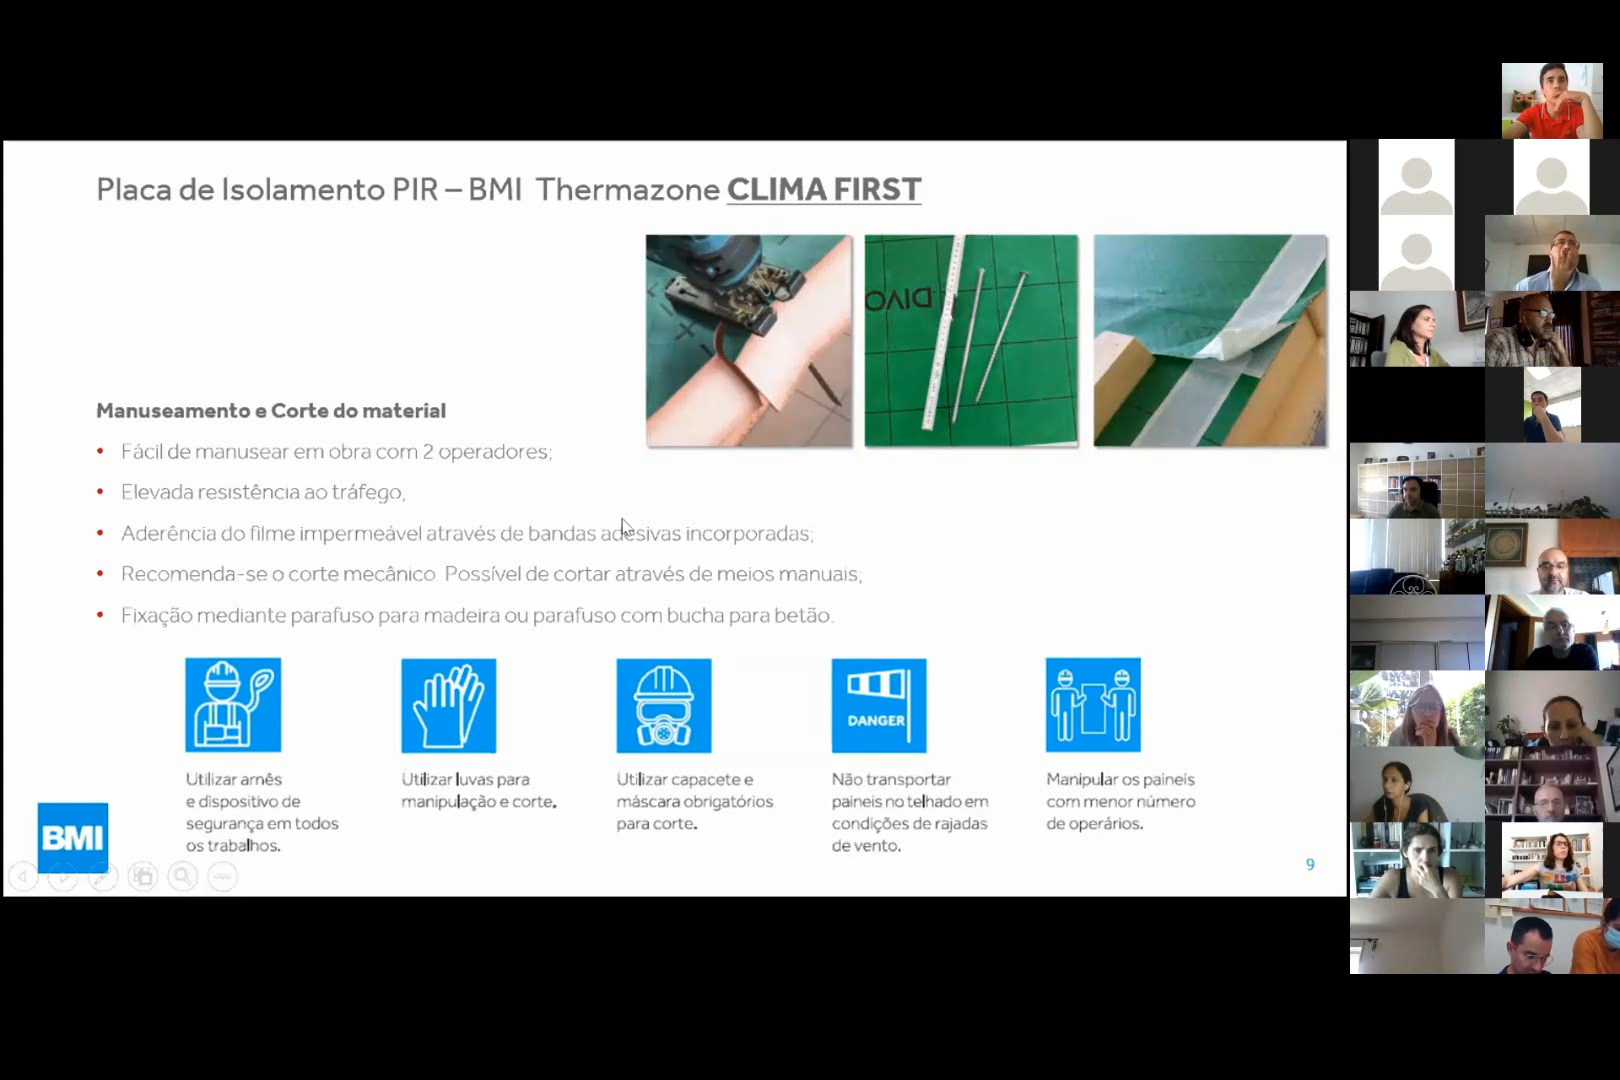 Placa de Isolamento PIR – BMI Thermazone CLIMA FIRST
DIVO
Manuseamento e Corte do material
• Fácil de manusear em obra com 2 operadores;
• Elevada resistência ao tráfego,
• Aderência do filme impermeável através de bandas adesivas incorporadas;
• Recomenda-se o corte mecânico Possível de cortar através de meios manuais;
• Fixação mediante parafuso para madeira ou parafuso com bucha para betão.
DANGER
Utilizar arnês
e dispositivo de
segurança em todos
os trabalhos.
Utilizar luvas para
manipulação e corte.
Utilizar capacete e
máscara obrigatórios
para corte.
Não transportar
paineis no telhado em
condições de rajadas
de vento.
Manipular os paineis
com menor número
de operários.
BMI
9